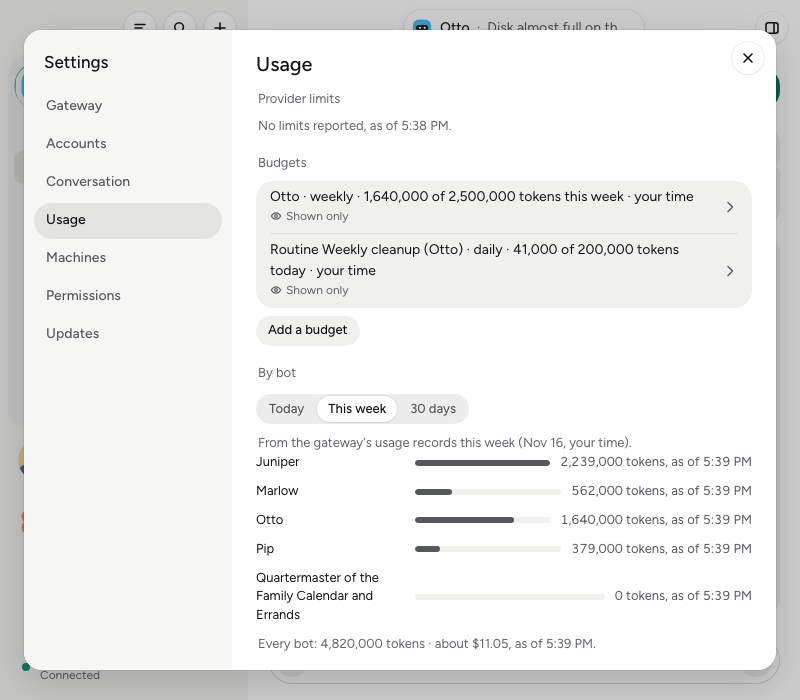 Otto · Disk almost full on th
Settings
Gateway
Accounts
Conversation
Usage
Machines
Permissions
Updates
Connected
Usage
Provider limits
No limits reported, as of 5:38 PM.
Budgets
Otto · weekly · 1,640,000 of 2,500,000 tokens this week · your time
Shown only
Routine Weekly cleanup (Otto) · daily · 41,000 of 200,000 tokens
today · your time
Shown only
Add a budget
By bot
Today This week 30 days
From the gateway's usage records this week (Nov 16, your time).
Juniper 2,239,000 tokens, as of 5:39 PM
Marlow 562,000 tokens, as of 5:39 PM
Otto 1,640,000 tokens, as of 5:39 PM
Pip 379,000 tokens, as of 5:39 PM
Quartermaster of the
Family Calendar and
Errands
0 tokens, as of 5:39 PM
Every bot: 4,820,000 tokens · about $11.05, as of 5:39 PM.